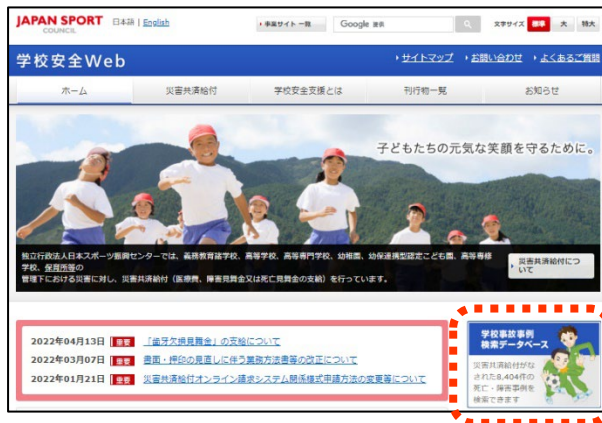 JAPAN SPORT COUNCIL 日本語 | English 事業サイト一覧 Google 検索 文字サイズ 標準 大 特大
学校安全Web サイトマップ お問い合わせ よくあるご質問
ホーム 災害共済給付 学校安全支援とは 刊行物一覧 お知らせ
子どもたちの元気な笑顔を守るために。
独立行政法人日本スポーツ振興センターでは、義務教育諸学校、高等学校、高等専門学校、幼稚園、幼保連携型認定こども園、高等専修
学校、保育所等の
管理下における災害に対し、災害共済給付（医療費、障害見舞金又は死亡見舞金の支給）を行っています。
災害共済給付につ
いて
2022年04月13日 重要 「歯牙欠損見舞金」の支給について
2022年03月07日 重要 書面・押印の見直しに伴う業務方法書等の改正について
2022年01月21日 重要 災害共済給付オンライン請求システム関係様式申請方法の変更等について
学校事故事例
検索データベース
災害共済給付がな
された8,404件の
死亡・障害事例を
検索できます